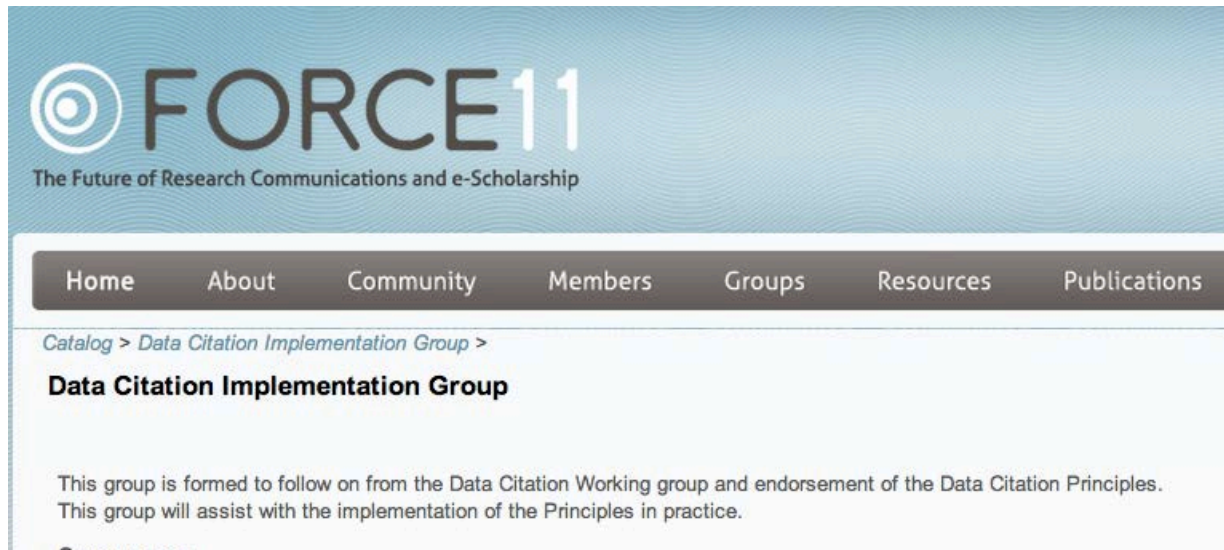 FORCE11
The Future of Research Communications and e-Scholarship
Home About Community Members Groups Resources Publications
Catalog > Data Citation Implementation Group >
Data Citation Implementation Group
This group is formed to follow on from the Data Citation Working group and endorsement of the Data Citation Principles.
This group will assist with the implementation of the Principles in practice.